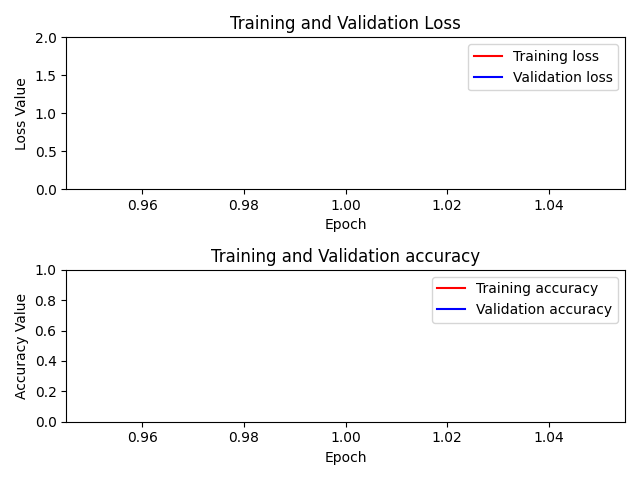 Training and Validation Loss
2.0
1.5
1.0
0.5
0.0
Loss Value
Training loss
Validation loss
0.96 0.98 1.00 1.02 1.04
Epoch
Training and Validation accuracy
1.0
0.8
0.6
0.4
0.2
0.0
Accuracy Value
Training accuracy
Validation accuracy
0.96 0.98 1.00 1.02 1.04
Epoch